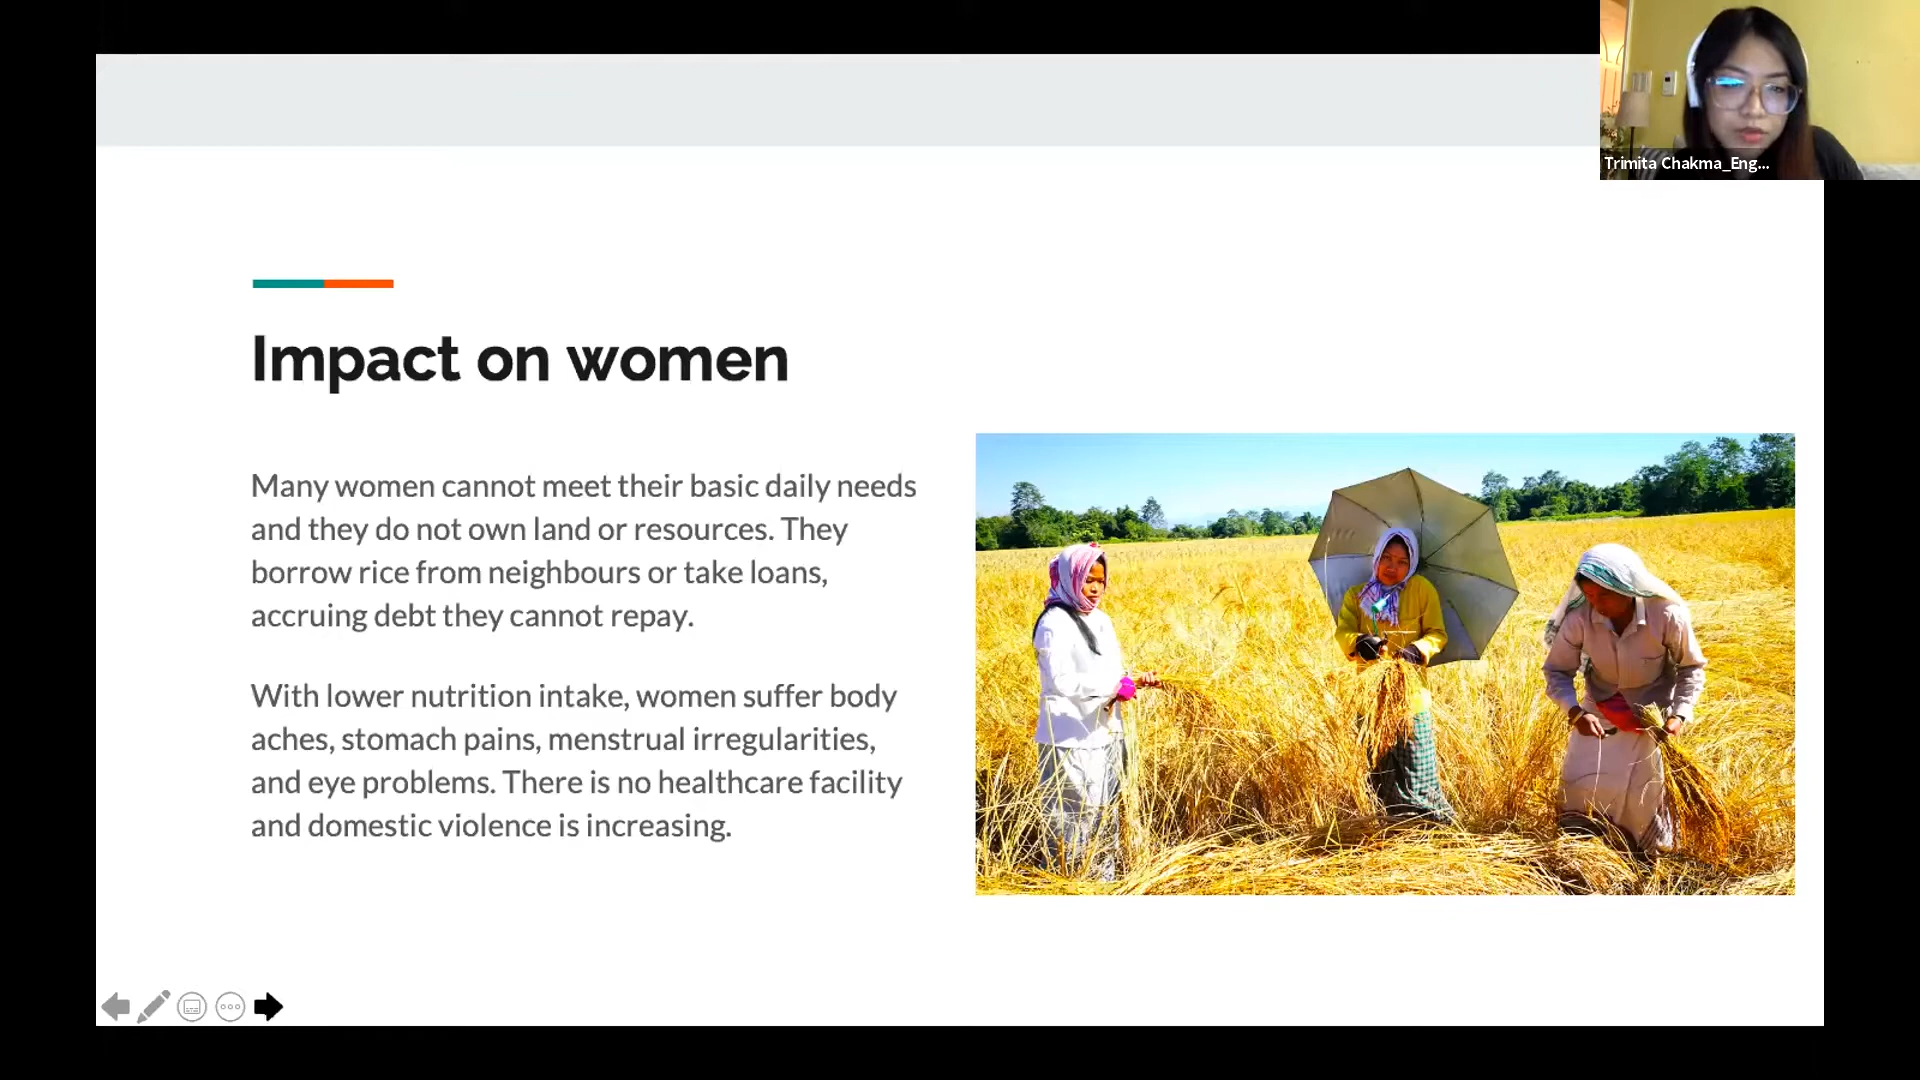 Trimita Chakma_Eng...
Impact on women
Many women cannot meet their basic daily needs
and they do not own land or resources. They
borrow rice from neighbours or take loans,
accruing debt they cannot repay.
With lower nutrition intake, women suffer body
aches, stomach pains, menstrual irregularities,
and eye problems. There is no healthcare facility
and domestic violence is increasing.